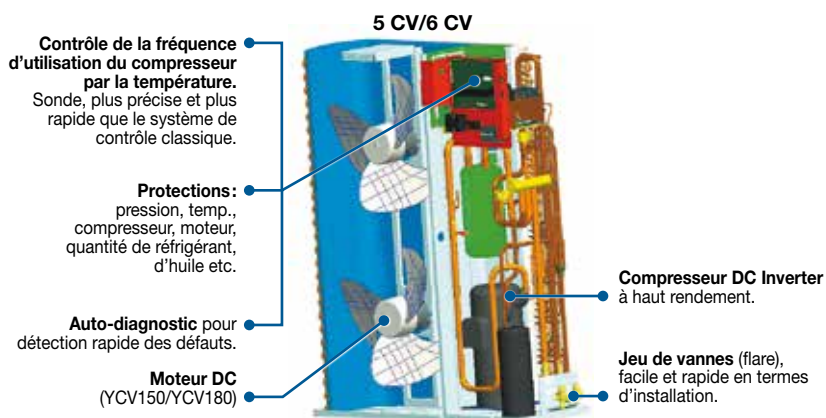 5 CV/6 CV
Contrôle de la fréquence
d'utilisation du compresseur
par la température.
Sonde, plus précise et plus
rapide que le système de
contrôle classique.
Protections:
pression, temp.,
compresseur, moteur,
quantité de réfrigérant,
d'huile etc.
Auto-diagnostic pour
détection rapide des défauts.
Moteur DC
(YCV150/YCV180)
Compresseur DC Inverter
à haut rendement.
Jeu de vannes (flare),
facile et rapide en termes
d'installation.